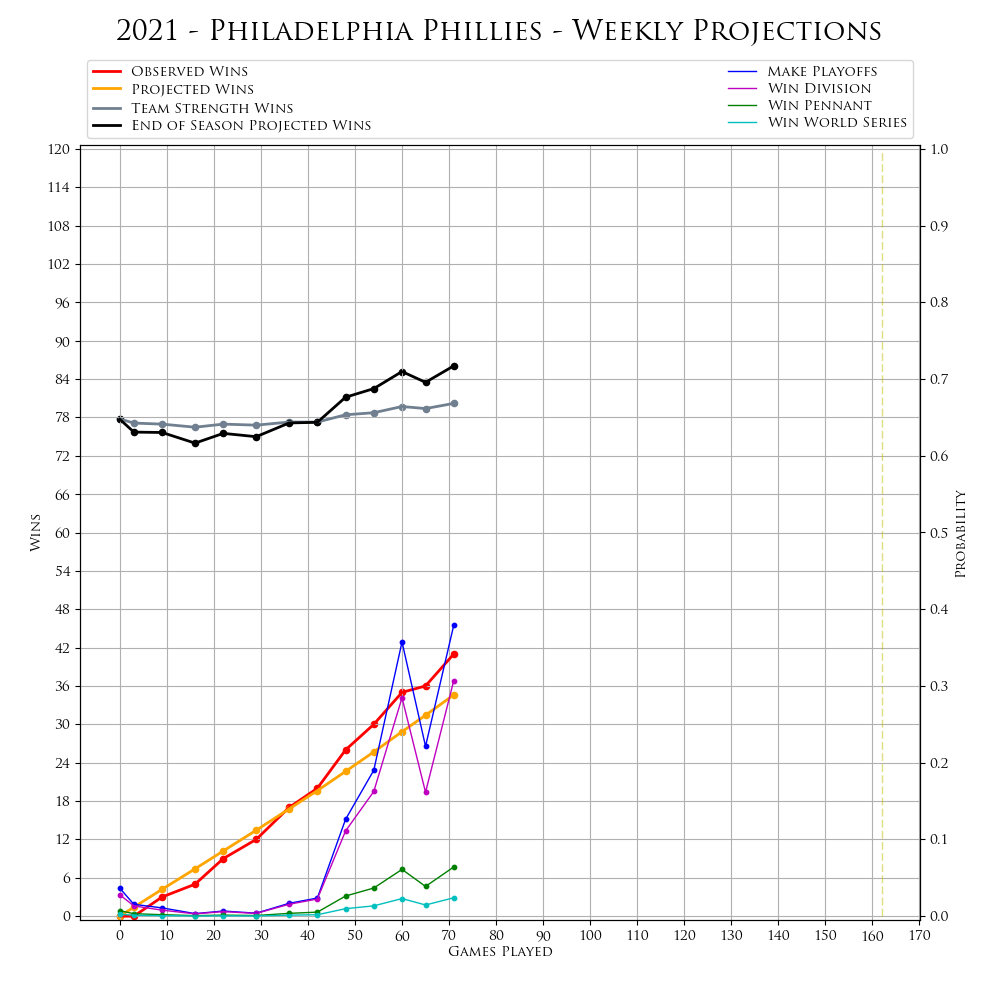 2021 - Philadelphia Phillies - Weekly Projections
Observed Wins
Projected Wins
Team Strength Wins
End of Season Projected Wins
Make Playoffs
Win Division
Win Pennant
Win World Series
120
114
108
102
96
90
84
78
72
66
60
54
48
42
36
30
24
18
12
6
0
Wins
1.0
0.9
0.8
0.7
0.6
0.5
0.4
0.3
0.2
0.1
0.0
Probability
0 10 20 30 40 50 60 70 80 90 100 110 120 130 140 150 160 170
Games Played